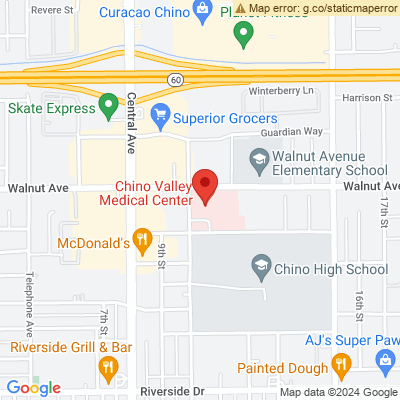 Revere St
Curacao Chino
Planet Fitness
Map error: g.co/staticmaperror
60
Winterberry Ln
Harrison St
Skate Express
Central Ave
Superior Grocers
Guardian Way
Walnut Avenue
Elementary School
Walnut Ave
Chino Valley
Medical Center
Walnut Ave
17th St
McDonald's
9th St
Chino High School
Telephone Ave
7th St
16th St
Riverside Grill & Bar
AJ's Super Paw
Painted Dough
Google
Riverside Dr
Map data ©2024 Google